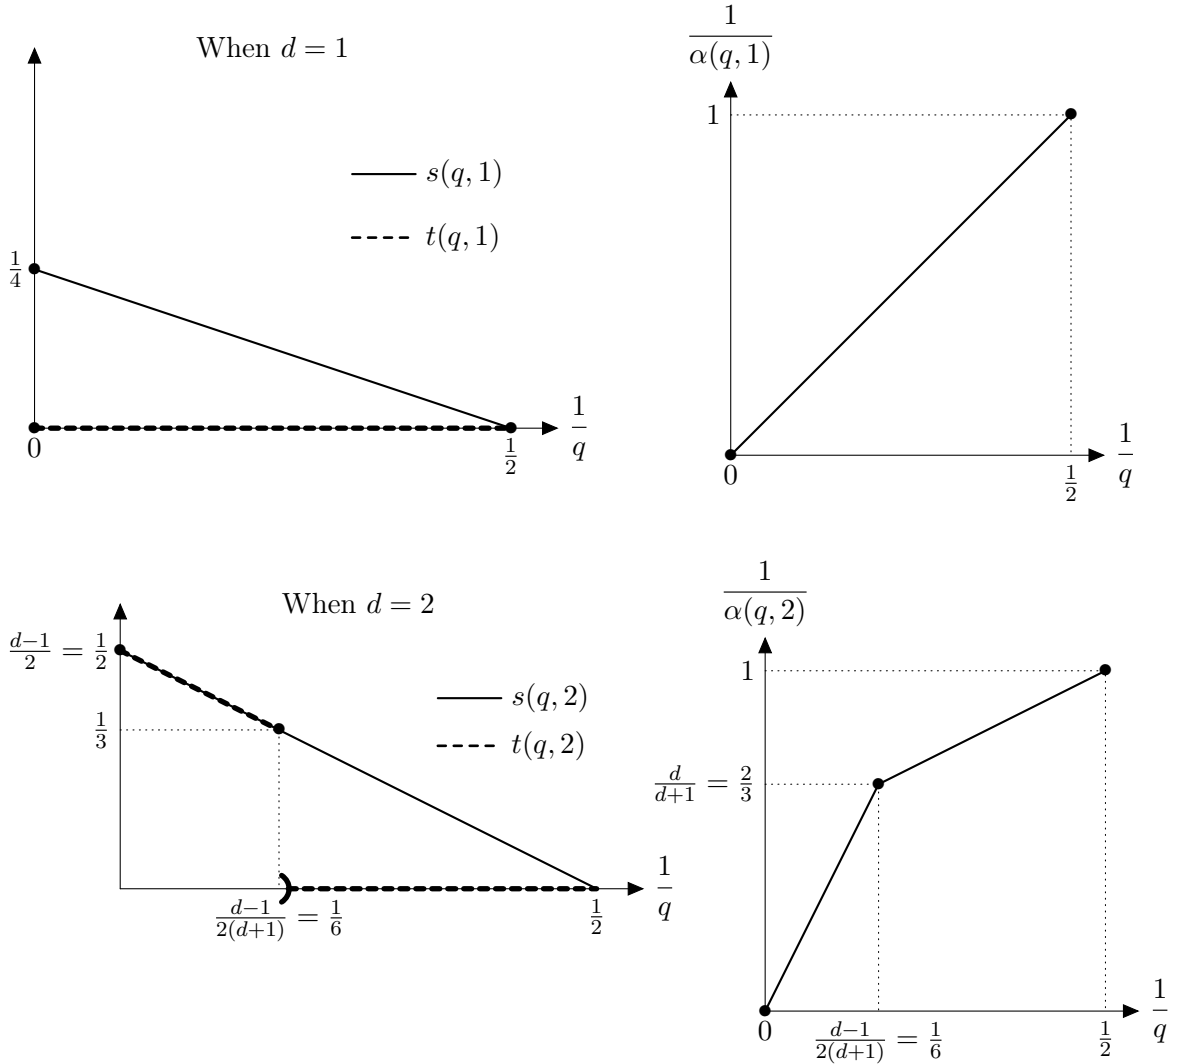 When d = 1
s(q, 1)
t(q, 1)
1/4
0
1/2
1/q
1/α(q, 1)
1
0
1/2
1/q
When d = 2
(d−1)/2 = 1/2
s(q, 2)
t(q, 2)
1/3
(d−1)/(2(d+1)) = 1/6
1/2
1/q
1/α(q, 2)
1
d/(d+1) = 2/3
0
(d−1)/(2(d+1)) = 1/6
1/2
1/q